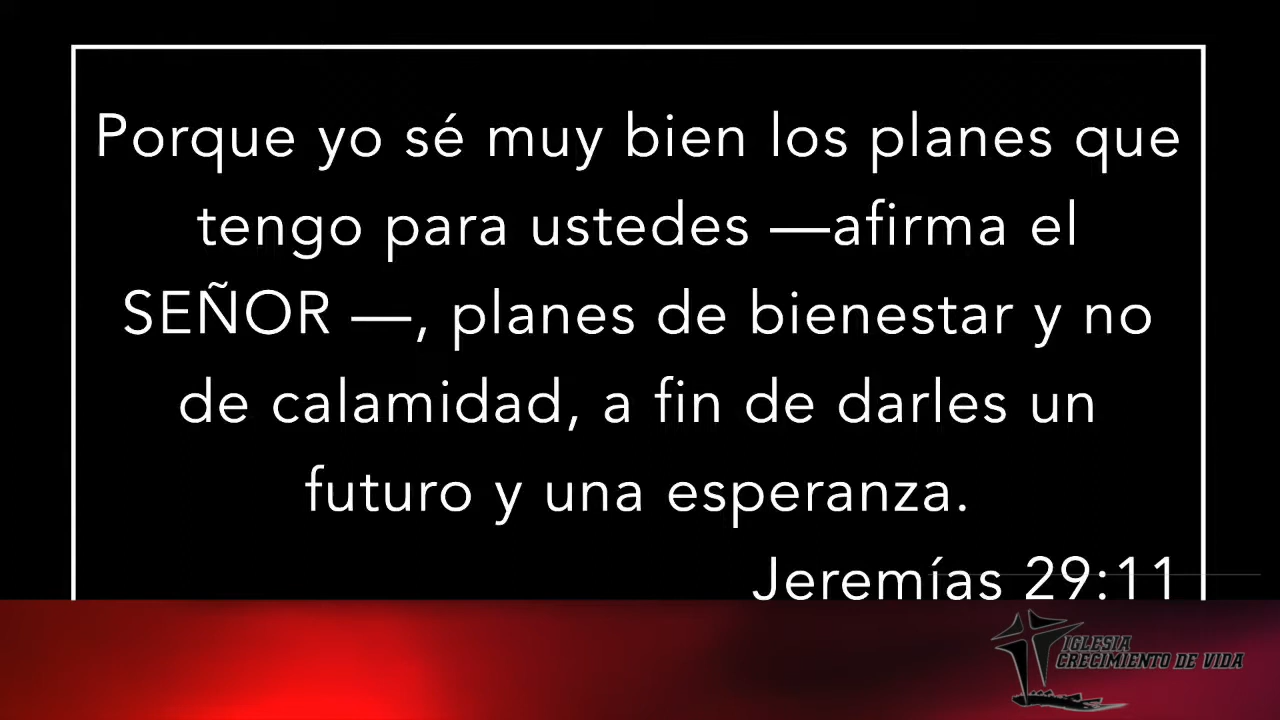 Porque yo sé muy bien los planes que
tengo para ustedes —afirma el
SEÑOR —, planes de bienestar y no
de calamidad, a fin de darles un
futuro y una esperanza.
Jeremías 29:11
IGLESIA
CRECIMIENTO DE VIDA